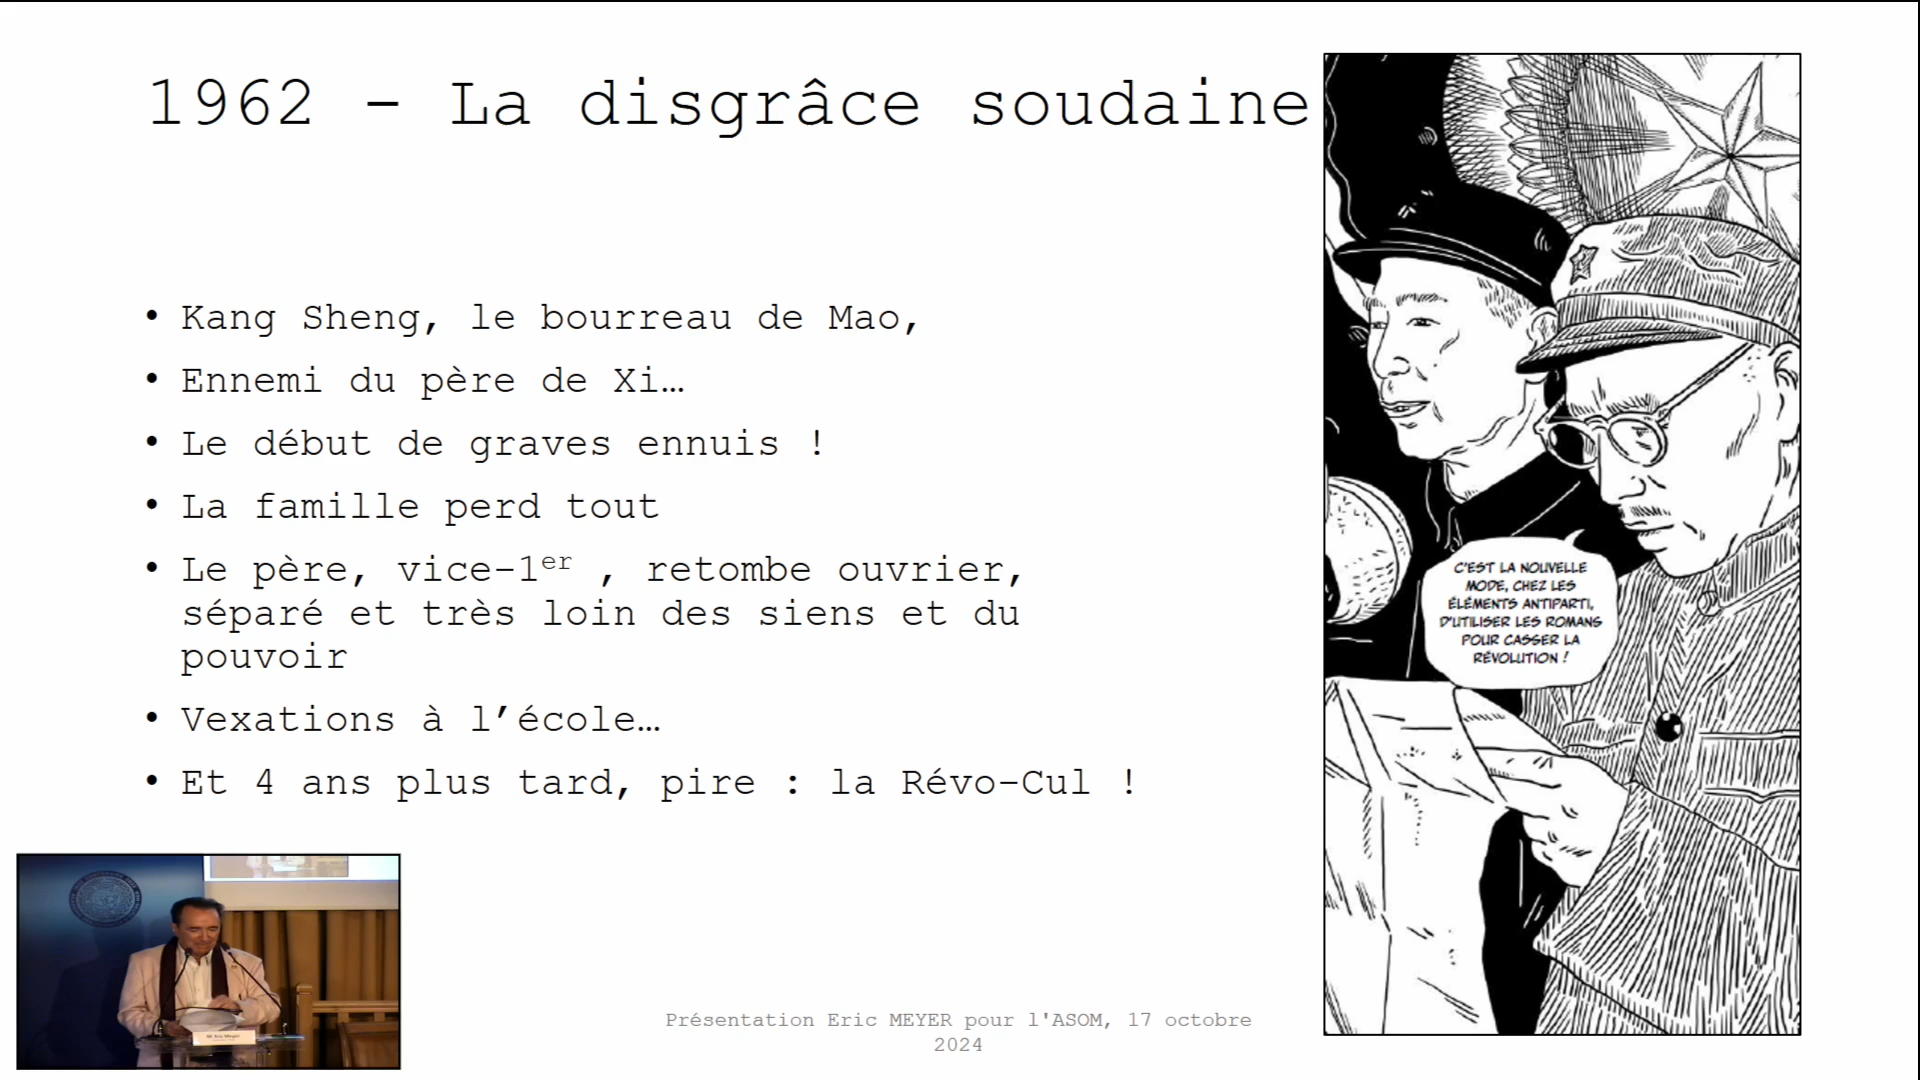 1962 - La disgrâce soudaine
• Kang Sheng, le bourreau de Mao,
• Ennemi du père de Xi…
• Le début de graves ennuis !
• La famille perd tout
• Le père, vice-1er , retombe ouvrier,
séparé et très loin des siens et du
pouvoir
• Vexations à l’école…
• Et 4 ans plus tard, pire : la Révo-Cul !
C'EST LA NOUVELLE
MODE, CHEZ LES
ÉLÉMENTS ANTIPARTI,
D'UTILISER LES ROMANS
POUR CASSER LA
RÉVOLUTION !
M. Eric Meyer
Présentation Eric MEYER pour l'ASOM, 17 octobre
2024